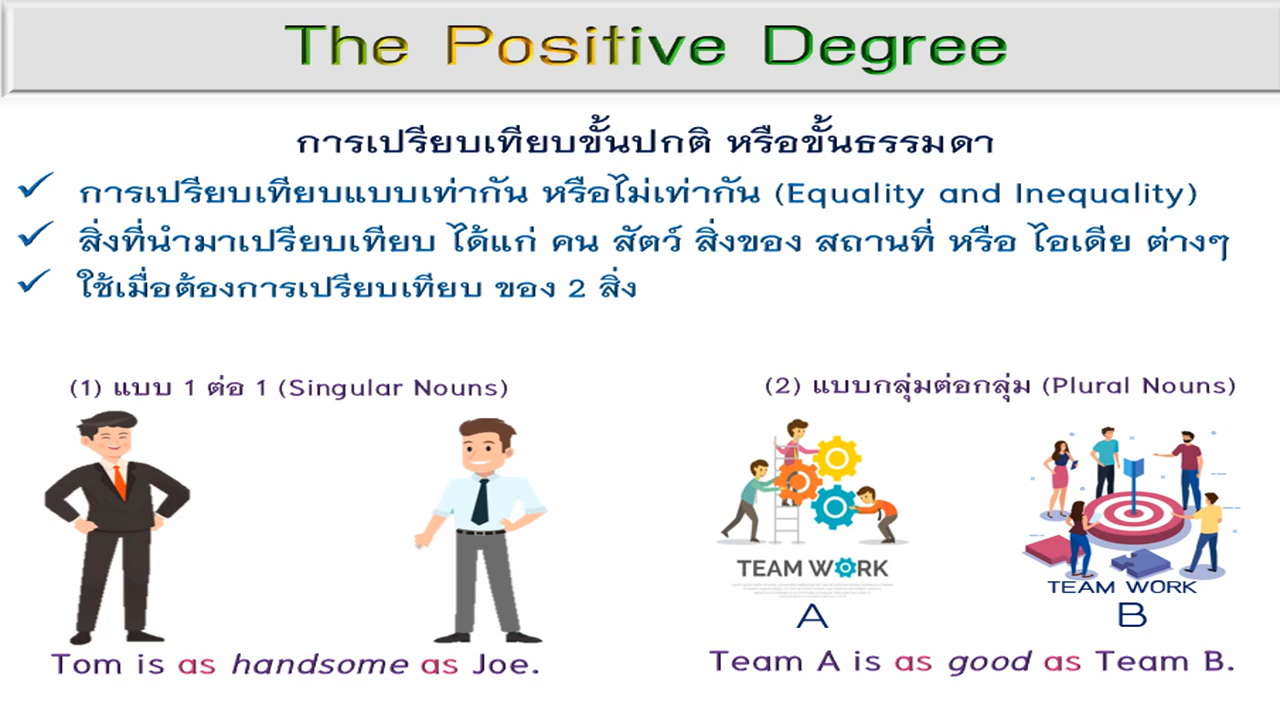 The Positive Degree
การเปรียบเทียบขั้นปกติ หรือขั้นธรรมดา
✓ การเปรียบเทียบแบบเท่ากัน หรือไม่เท่ากัน (Equality and Inequality)
✓ สิ่งที่นำมาเปรียบเทียบ ได้แก่ คน สัตว์ สิ่งของ สถานที่ หรือ ไอเดีย ต่างๆ
✓ ใช้เมื่อต้องการเปรียบเทียบ ของ 2 สิ่ง
(1) แบบ 1 ต่อ 1 (Singular Nouns)
(2) แบบกลุ่มต่อกลุ่ม (Plural Nouns)
TEAM WORK
TEAM WORK
A
B
Tom is as handsome as Joe.
Team A is as good as Team B.